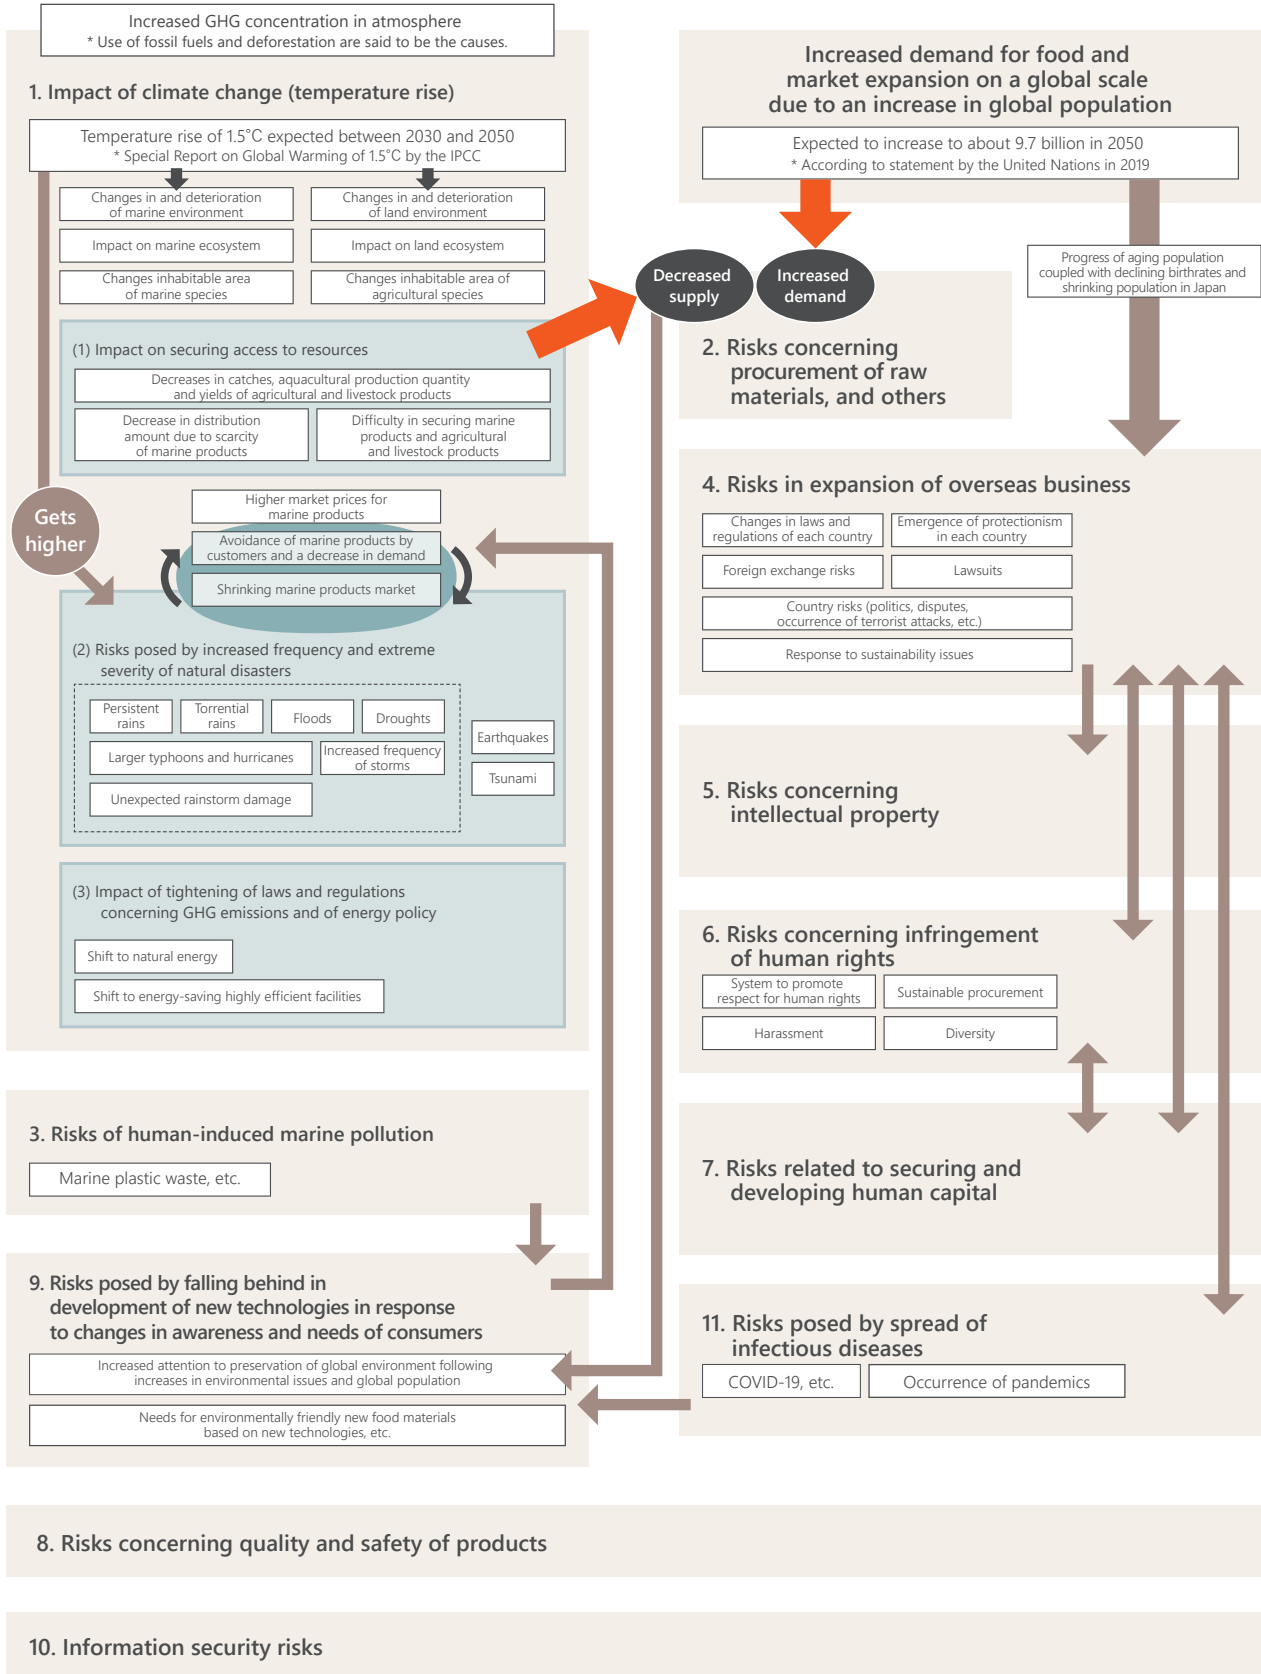 Increased GHG concentration in atmosphere
* Use of fossil fuels and deforestation are said to be the causes.
1. Impact of climate change (temperature rise)
Temperature rise of 1.5°C expected between 2030 and 2050
* Special Report on Global Warming of 1.5°C by the IPCC
Changes in and deterioration
of marine environment
Changes in and deterioration
of land environment
Impact on marine ecosystem
Impact on land ecosystem
Changes inhabitable area
of marine species
Changes inhabitable area of
agricultural species
(1) Impact on securing access to resources
Decreases in catches, aquacultural production quantity
and yields of agricultural and livestock products
Decrease in distribution
amount due to scarcity
of marine products
Difficulty in securing marine
products and agricultural
and livestock products
Gets
higher
Higher market prices for
marine products
Avoidance of marine products by
customers and a decrease in demand
Shrinking marine products market
(2) Risks posed by increased frequency and extreme
severity of natural disasters
Persistent
rains
Torrential
rains
Floods
Droughts
Larger typhoons and hurricanes
Increased frequency
of storms
Unexpected rainstorm damage
Earthquakes
Tsunami
(3) Impact of tightening of laws and regulations
concerning GHG emissions and of energy policy
Shift to natural energy
Shift to energy-saving highly efficient facilities
3. Risks of human-induced marine pollution
Marine plastic waste, etc.
9. Risks posed by falling behind in
development of new technologies in response
to changes in awareness and needs of consumers
Increased attention to preservation of global environment following
increases in environmental issues and global population
Needs for environmentally friendly new food materials
based on new technologies, etc.
Increased demand for food and
market expansion on a global scale
due to an increase in global population
Expected to increase to about 9.7 billion in 2050
* According to statement by the United Nations in 2019
Decreased
supply
Increased
demand
Progress of aging population
coupled with declining birthrates and
shrinking population in Japan
2. Risks concerning
procurement of raw
materials, and others
4. Risks in expansion of overseas business
Changes in laws and
regulations of each country
Emergence of protectionism
in each country
Foreign exchange risks
Lawsuits
Country risks (politics, disputes,
occurrence of terrorist attacks, etc.)
Response to sustainability issues
5. Risks concerning
intellectual property
6. Risks concerning infringement
of human rights
System to promote
respect for human rights
Sustainable procurement
Harassment
Diversity
7. Risks related to securing and
developing human capital
11. Risks posed by spread of
infectious diseases
COVID-19, etc.
Occurrence of pandemics
8. Risks concerning quality and safety of products
10. Information security risks